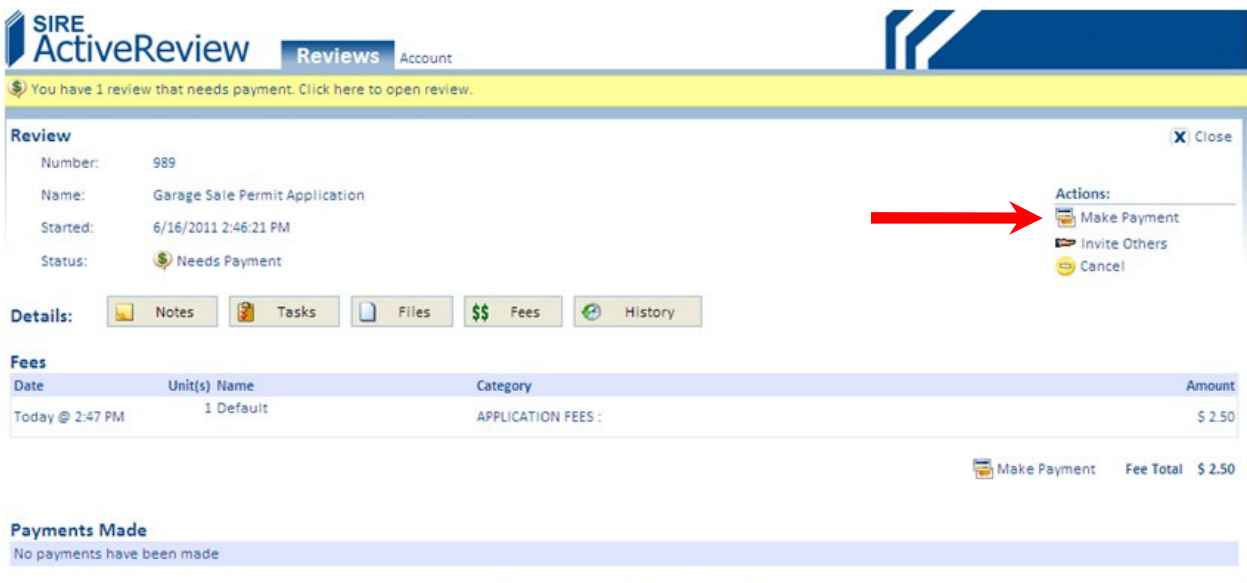 SIRE
ActiveReview
Reviews Account
You have 1 review that needs payment. Click here to open review.
Review
X Close
Number: 989
Name: Garage Sale Permit Application
Actions:
Started: 6/16/2011 2:46:21 PM
Make Payment
Invite Others
Status: $ Needs Payment
Cancel
Details: Notes Tasks Files $$ Fees History
Fees
Date Unit(s) Name Category Amount
Today @ 2:47 PM 1 Default APPLICATION FEES : $ 2.50
Make Payment Fee Total $ 2.50
Payments Made
No payments have been made